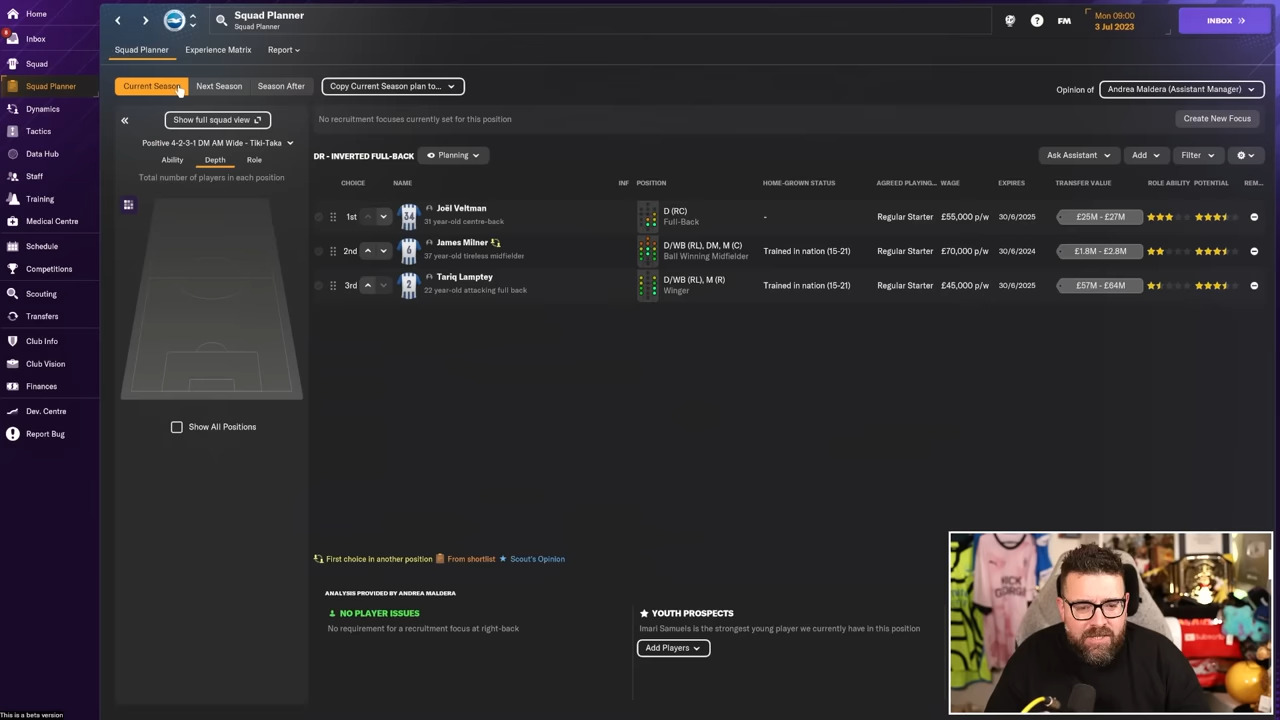 Home
Inbox
Squad
Squad Planner
Dynamics
Tactics
Data Hub
Staff
Training
Medical Centre
Schedule
Competitions
Scouting
Transfers
Club Info
Club Vision
Finances
Dev. Centre
Report Bug
This is a beta version
Squad Planner
Squad Planner
FM
Mon 09:00
3 Jul 2023
INBOX
Squad Planner Experience Matrix Report
Current Season Next Season Season After Copy Current Season plan to...
Opinion of Andrea Maldera (Assistant Manager)
Show full squad view
Positive 4-2-3-1 DM AM Wide - Tiki-Taka
Ability Depth Role
Total number of players in each position
Show All Positions
No recruitment focuses currently set for this position
Create New Focus
DR - INVERTED FULL-BACK Planning
Ask Assistant Add Filter
CHOICE NAME INF POSITION HOME-GROWN STATUS AGREED PLAYING... WAGE EXPIRES TRANSFER VALUE ROLE ABILITY POTENTIAL REM...
1st 34 Joël Veltman D (RC) - Regular Starter £55,000 p/w 30/6/2025 £25M - £27M
31 year-old centre-back Full-Back
2nd 6 James Milner D/WB (RL), DM, M (C) Trained in nation (15-21) Regular Starter £70,000 p/w 30/6/2024 £1.8M - £2.8M
37 year-old tireless midfielder Ball Winning Midfielder
3rd 2 Tariq Lamptey D/WB (RL), M (R) Trained in nation (15-21) Regular Starter £45,000 p/w 30/6/2025 £57M - £64M
22 year-old attacking full back Winger
First choice in another position From shortlist Scout's Opinion
ANALYSIS PROVIDED BY ANDREA MALDERA
NO PLAYER ISSUES
No requirement for a recruitment focus at right-back
YOUTH PROSPECTS
Imari Samuels is the strongest young player we currently have in this position
Add Players